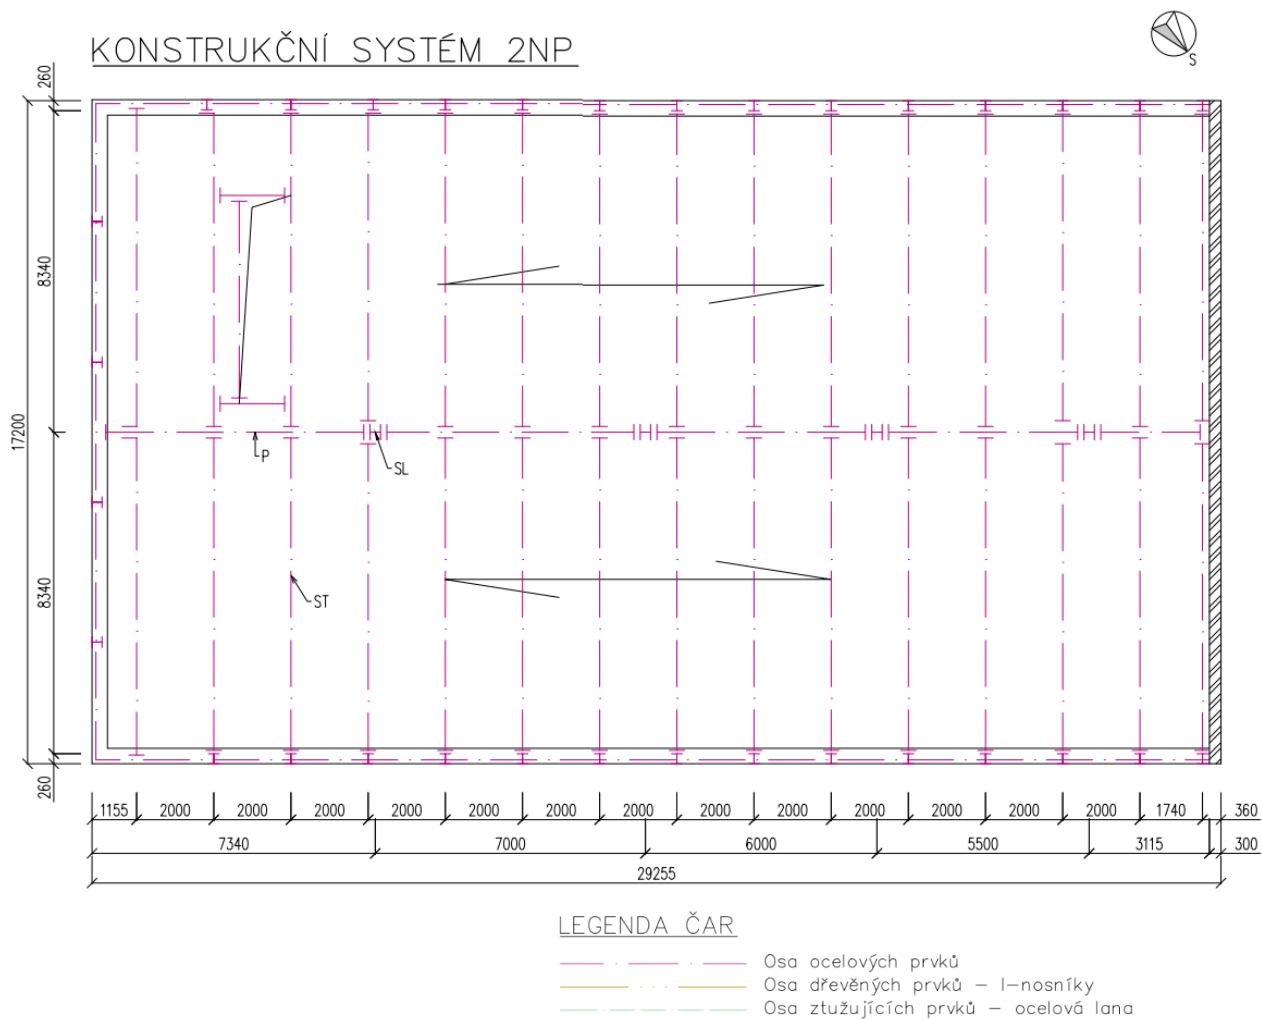 KONSTRUKČNÍ SYSTÉM 2NP
S
260
8340
17200
8340
260
P
SL
ST
1155 2000 2000 2000 2000 2000 2000 2000 2000 2000 2000 2000 2000 2000 1740 360
7340 7000 6000 5500 3115 300
29255
LEGENDA ČAR
Osa ocelových prvků
Osa dřevěných prvků – I–nosníky
Osa ztužujících prvků – ocelová lana